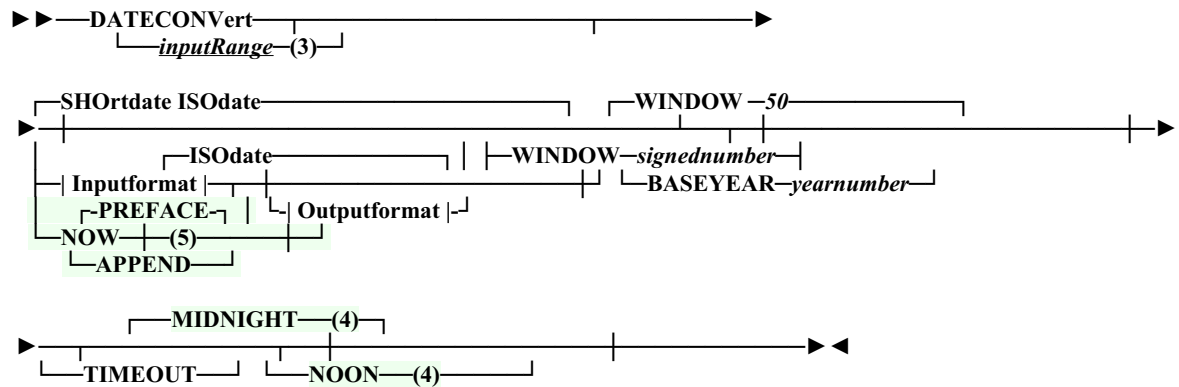 ►►──DATECONVert──┬──────────────────┬──────────►
└──inputRange─(3)─┘
┌─SHOrtdate ISOdate──────────────┐ ┌─WINDOW ─50──────────┐
►─┼──────────────────────────────┬─┬─┼──────────────────────┼─►
┌─ISOdate──────┐ │ ├─WINDOW─signednumber─┤
├─| Inputformat |─┬─┼──────────────┼─┘ └─BASEYEAR─yearnumber─┘
┌-PREFACE-┐ │ └-| Outputformat |-┘
└─NOW─┼─(5)─────┼─┘
└─APPEND──┘
┌──MIDNIGHT──(4)─┐
►─┬───────────┬─┼────────────────┼──────────►◄
└──TIMEOUT──┘ └──NOON──(4)─────┘